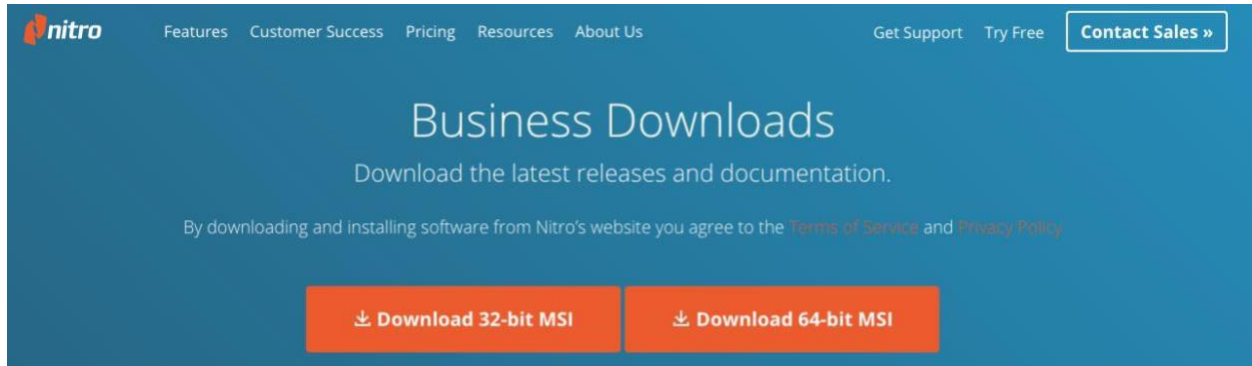 nitro Features Customer Success Pricing Resources About Us Get Support Try Free Contact Sales »
Business Downloads
Download the latest releases and documentation.
By downloading and installing software from Nitro's website you agree to the Terms of Service and Privacy Policy.
Download 32-bit MSI Download 64-bit MSI